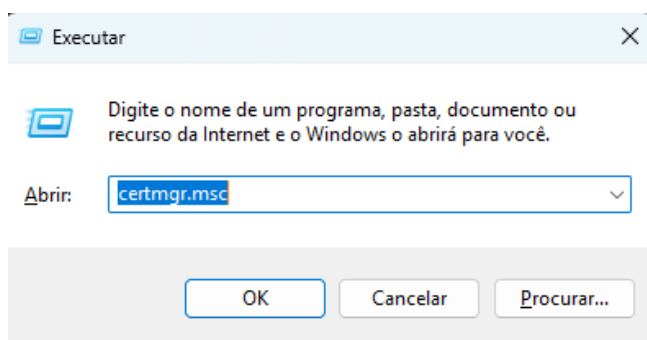 Executar
Digite o nome de um programa, pasta, documento ou
recurso da Internet e o Windows o abrirá para você.
Abrir:
certmgr.msc
OK
Cancelar
Procurar...